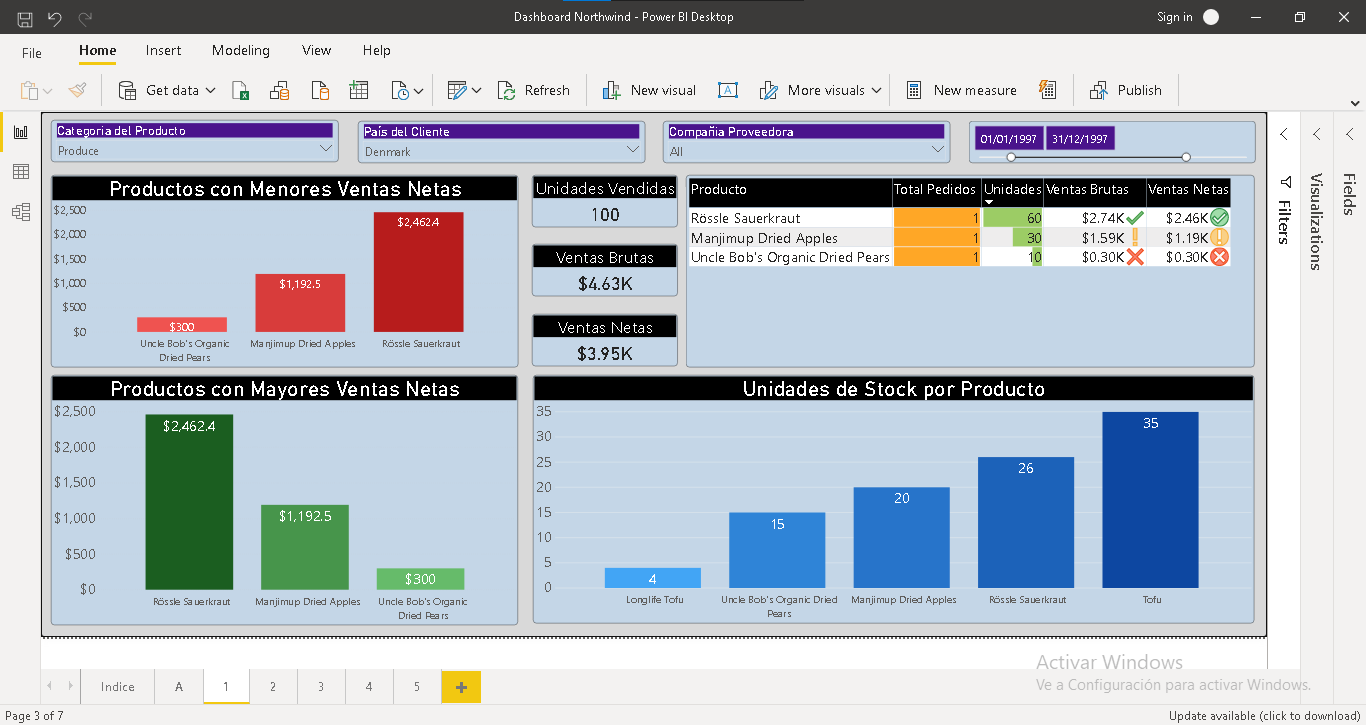 Dashboard Northwind - Power BI Desktop
Sign in
File
Home
Insert
Modeling
View
Help
Get data
Refresh
New visual
More visuals
New measure
Publish
Categoria del Producto
Produce
País del Cliente
Denmark
Compañia Proveedora
All
01/01/1997
31/12/1997
Productos con Menores Ventas Netas
$2,500
$2,000
$1,500
$1,000
$500
$0
$300
$1,192.5
$2,462.4
Uncle Bob's Organic
Dried Pears
Manjimup Dried Apples
Rössle Sauerkraut
Unidades Vendidas
100
Ventas Brutas
$4.63K
Ventas Netas
$3.95K
Producto Total Pedidos Unidades Ventas Brutas Ventas Netas
Rössle Sauerkraut 1 60 $2.74K $2.46K
Manjimup Dried Apples 1 30 $1.59K $1.19K
Uncle Bob's Organic Dried Pears 1 10 $0.30K $0.30K
Filters
Visualizations
Fields
Productos con Mayores Ventas Netas
$2,500
$2,000
$1,500
$1,000
$500
$0
$2,462.4
$1,192.5
$300
Rössle Sauerkraut
Manjimup Dried Apples
Uncle Bob's Organic
Dried Pears
Unidades de Stock por Producto
35
30
25
20
15
10
5
0
4
15
20
26
35
Longlife Tofu
Uncle Bob's Organic Dried
Pears
Manjimup Dried Apples
Rössle Sauerkraut
Tofu
Activar Windows
Ve a Configuración para activar Windows.
Indice
A
1
2
3
4
5
Page 3 of 7
Update available (click to download)